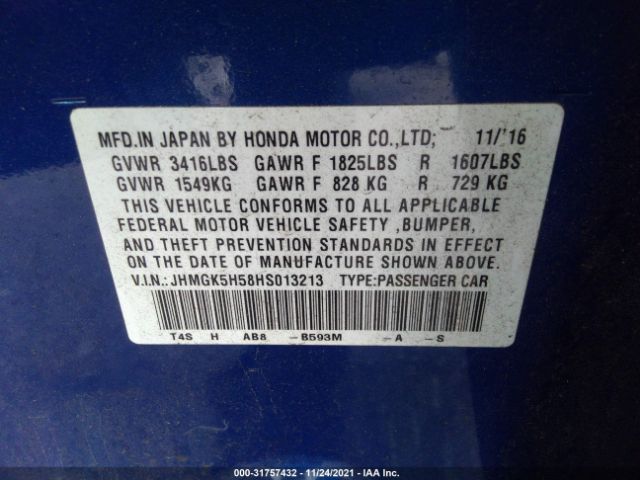 MFD.IN JAPAN BY HONDA MOTOR CO.,LTD; 11/'16
GVWR 3416LBS GAWR F 1825LBS R 1607LBS
GVWR 1549KG GAWR F 828 KG R 729 KG
THIS VEHICLE CONFORMS TO ALL APPLICABLE
FEDERAL MOTOR VEHICLE SAFETY ,BUMPER,
AND THEFT PREVENTION STANDARDS IN EFFECT
ON THE DATE OF MANUFACTURE SHOWN ABOVE.
V.I.N.: JHMGK5H58HS013213 TYPE:PASSENGER CAR
T4S H AB8 -B593M -A -S
000-31757432 - 11/24/2021 - IAA Inc.